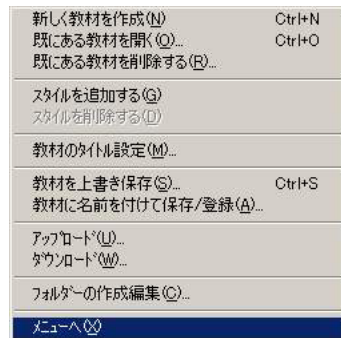 新しく教材を作成(N) Ctrl+N
既にある教材を開く(O)... Ctrl+O
既にある教材を削除する(R)...
スタイルを追加する(G)
スタイルを削除する(D)
教材のタイトル設定(M)...
教材を上書き保存(S)... Ctrl+S
教材に名前を付けて保存/登録(A)...
アップロード(U)...
ダウンロード(W)...
フォルダーの作成編集(C)...
メニューへ(X)